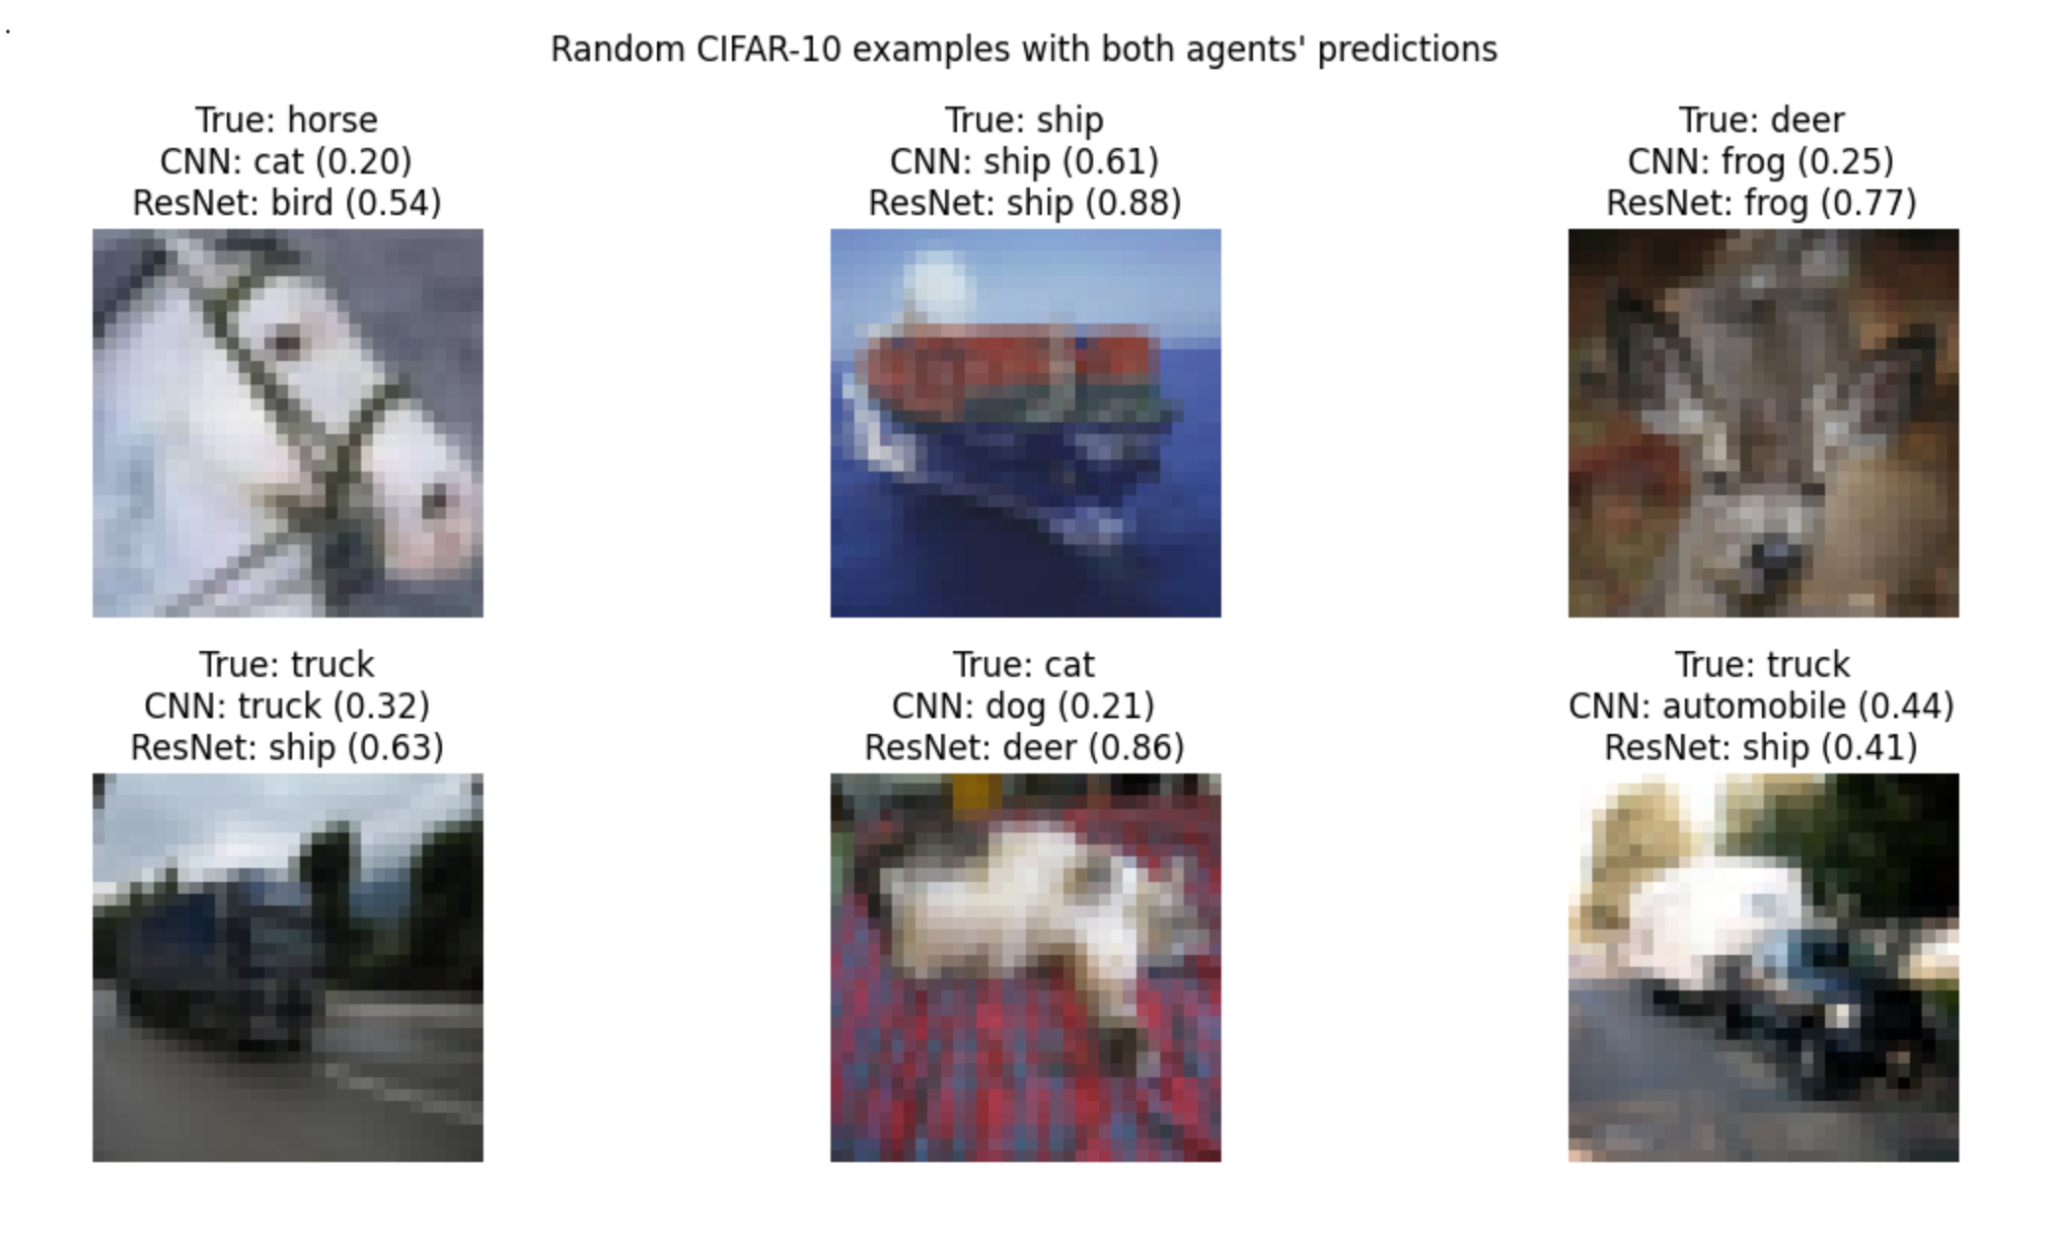 Random CIFAR-10 examples with both agents' predictions
True: horse
CNN: cat (0.20)
ResNet: bird (0.54)
True: ship
CNN: ship (0.61)
ResNet: ship (0.88)
True: deer
CNN: frog (0.25)
ResNet: frog (0.77)
True: truck
CNN: truck (0.32)
ResNet: ship (0.63)
True: cat
CNN: dog (0.21)
ResNet: deer (0.86)
True: truck
CNN: automobile (0.44)
ResNet: ship (0.41)